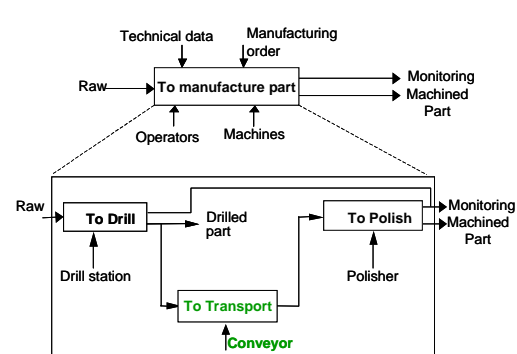 Technical data
Manufacturing
order
Raw
To manufacture part
Monitoring
Machined
Part
Operators
Machines
Raw
To Drill
Drilled
part
To Polish
Monitoring
Machined
Part
Drill station
Polisher
To Transport
Conveyor